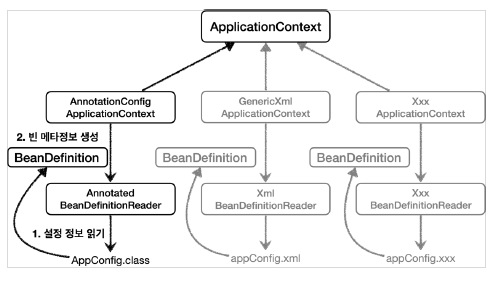 ApplicationContext
AnnotationConfig
ApplicationContext
GenericXml
ApplicationContext
Xxx
ApplicationContext
2. 빈 메타정보 생성
BeanDefinition
BeanDefinition
BeanDefinition
Annotated
BeanDefinitionReader
Xml
BeanDefinitionReader
Xxx
BeanDefinitionReader
1. 설정 정보 읽기
AppConfig.class
appConfig.xml
appConfig.xxx